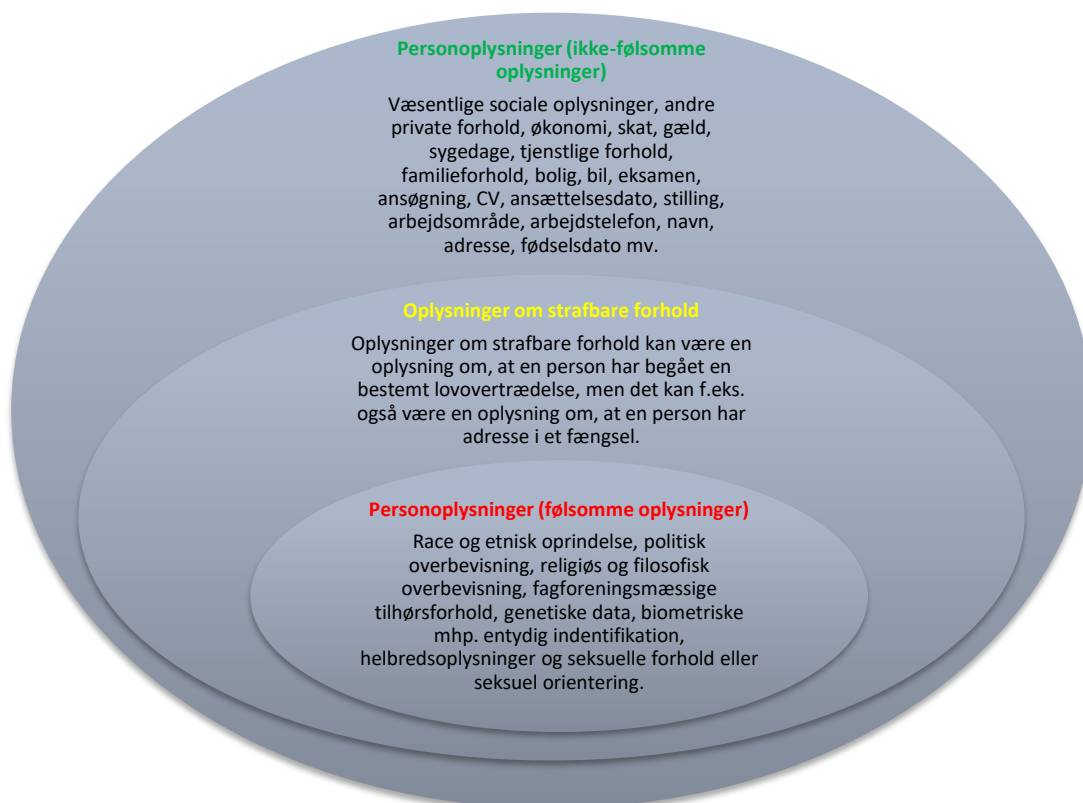 Personoplysninger (ikke-følsomme
oplysninger)
Væsentlige sociale oplysninger, andre
private forhold, økonomi, skat, gæld,
sygedage, tjenstlige forhold,
familieforhold, bolig, bil, eksamen,
ansøgning, CV, ansættelsesdato, stilling,
arbejdsområde, arbejdstelefon, navn,
adresse, fødselsdato mv.
Oplysninger om strafbare forhold
Oplysninger om strafbare forhold kan være en
oplysning om, at en person har begået en
bestemt lovovertrædelse, men det kan f.eks.
også være en oplysning om, at en person har
adresse i et fængsel.
Personoplysninger (følsomme oplysninger)
Race og etnisk oprindelse, politisk
overbevisning, religiøs og filosofisk
overbevisning, fagforeningsmæssige
tilhørsforhold, genetiske data, biometriske
mhp. entydig indentifikation,
helbredsoplysninger og seksuelle forhold eller
seksuel orientering.